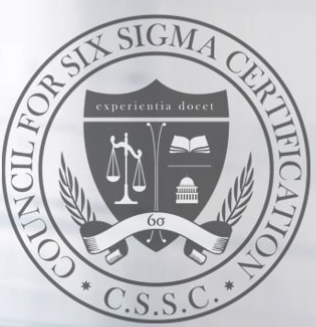 COUNCIL FOR SIX SIGMA CERTIFICATION
experientia docet
6σ
* C.S.S.C. *